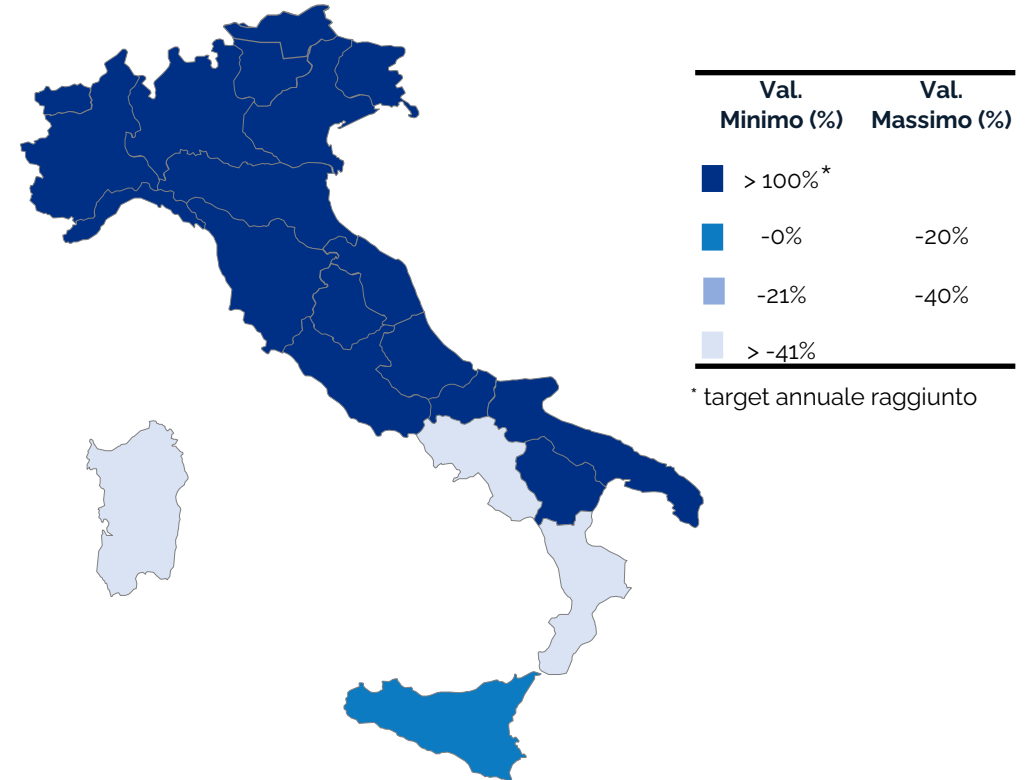 Val. Minimo (%) Val. Massimo (%)
> 100%*
-0% -20%
-21% -40%
> -41%
* target annuale raggiunto